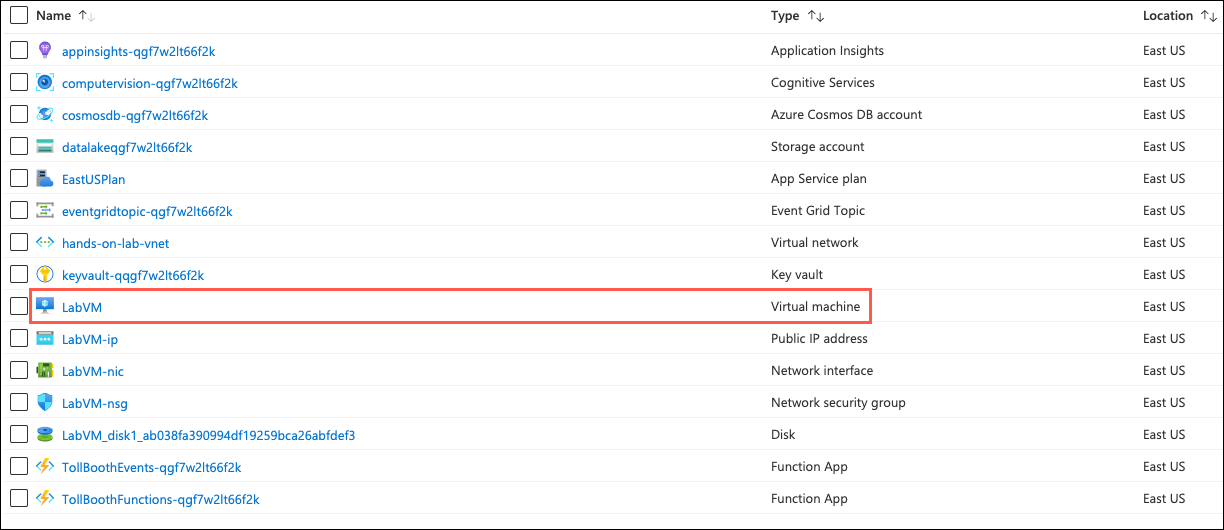 Name ↑↓ Type ↑↓ Location ↑↓
appinsights-qgf7w2lt66f2k Application Insights East US
computervision-qgf7w2lt66f2k Cognitive Services East US
cosmosdb-qgf7w2lt66f2k Azure Cosmos DB account East US
datalakeqgf7w2lt66f2k Storage account East US
EastUSPlan App Service plan East US
eventgridtopic-qgf7w2lt66f2k Event Grid Topic East US
hands-on-lab-vnet Virtual network East US
keyvault-qqgf7w2lt66f2k Key vault East US
LabVM Virtual machine East US
LabVM-ip Public IP address East US
LabVM-nic Network interface East US
LabVM-nsg Network security group East US
LabVM_disk1_ab038fa390994df19259bca26abfdef3 Disk East US
TollBoothEvents-qgf7w2lt66f2k Function App East US
TollBoothFunctions-qgf7w2lt66f2k Function App East US